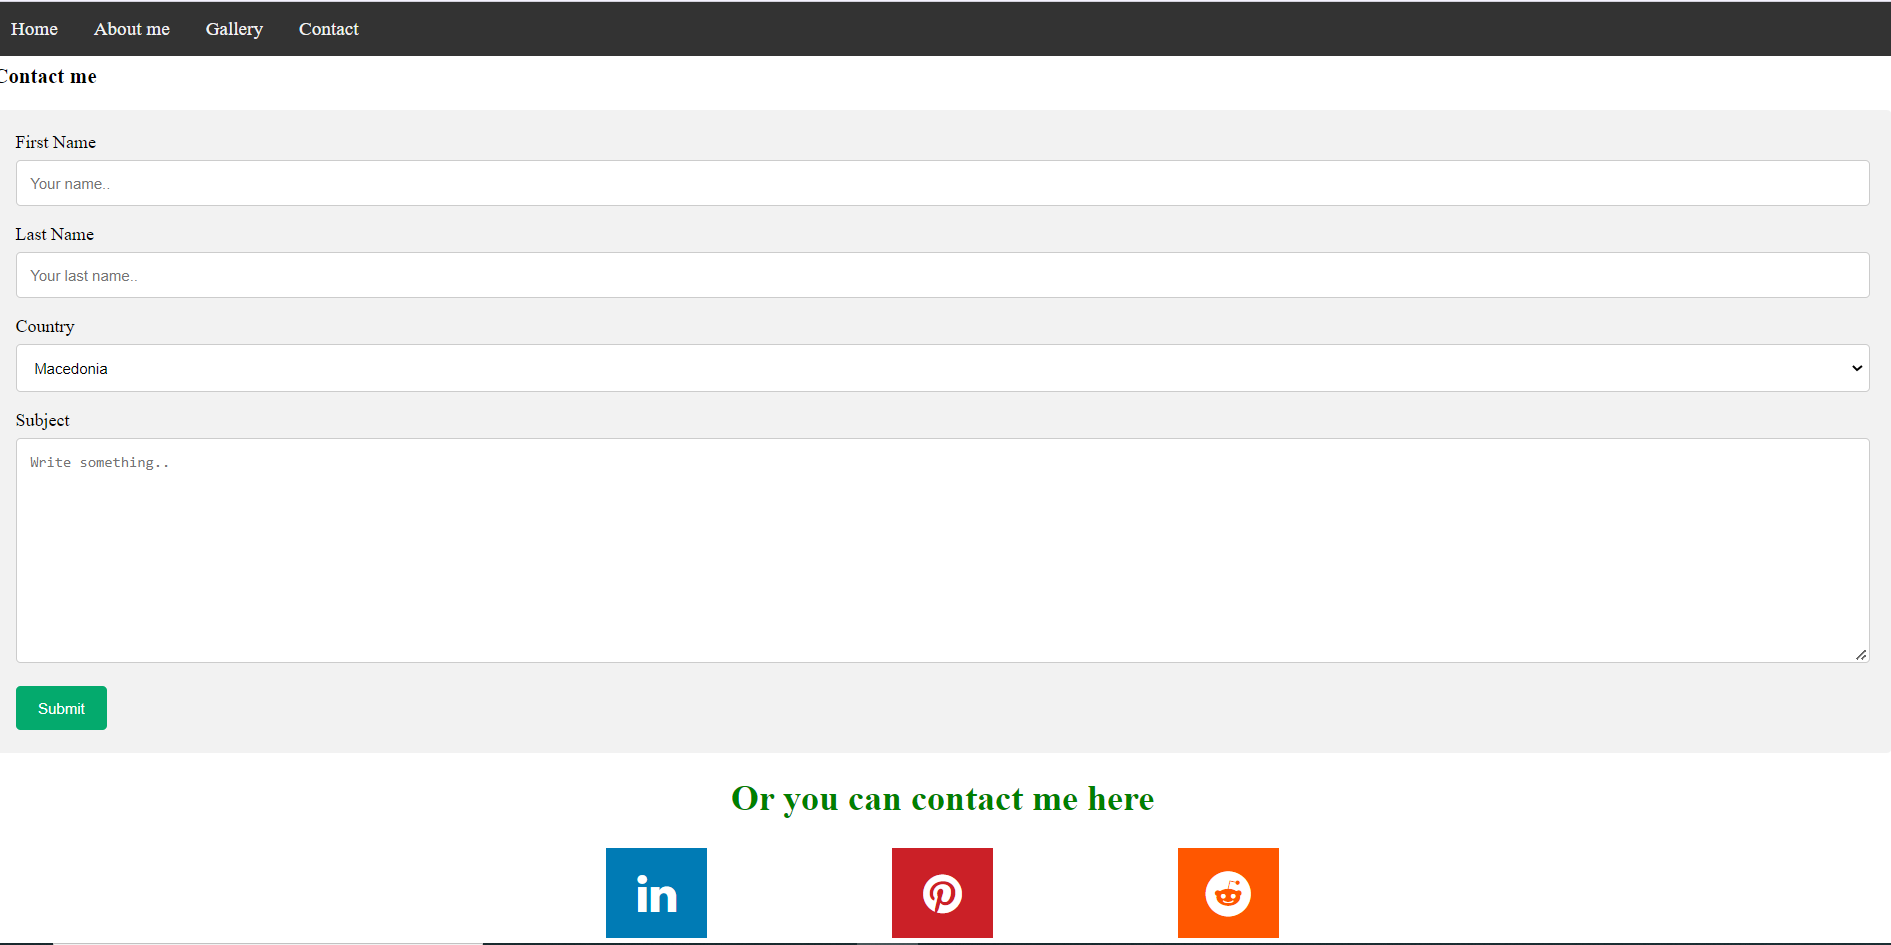 Home About me Gallery Contact
Contact me
First Name
Your name..
Last Name
Your last name..
Country
Macedonia
Subject
Write something..
Submit
Or you can contact me here
in